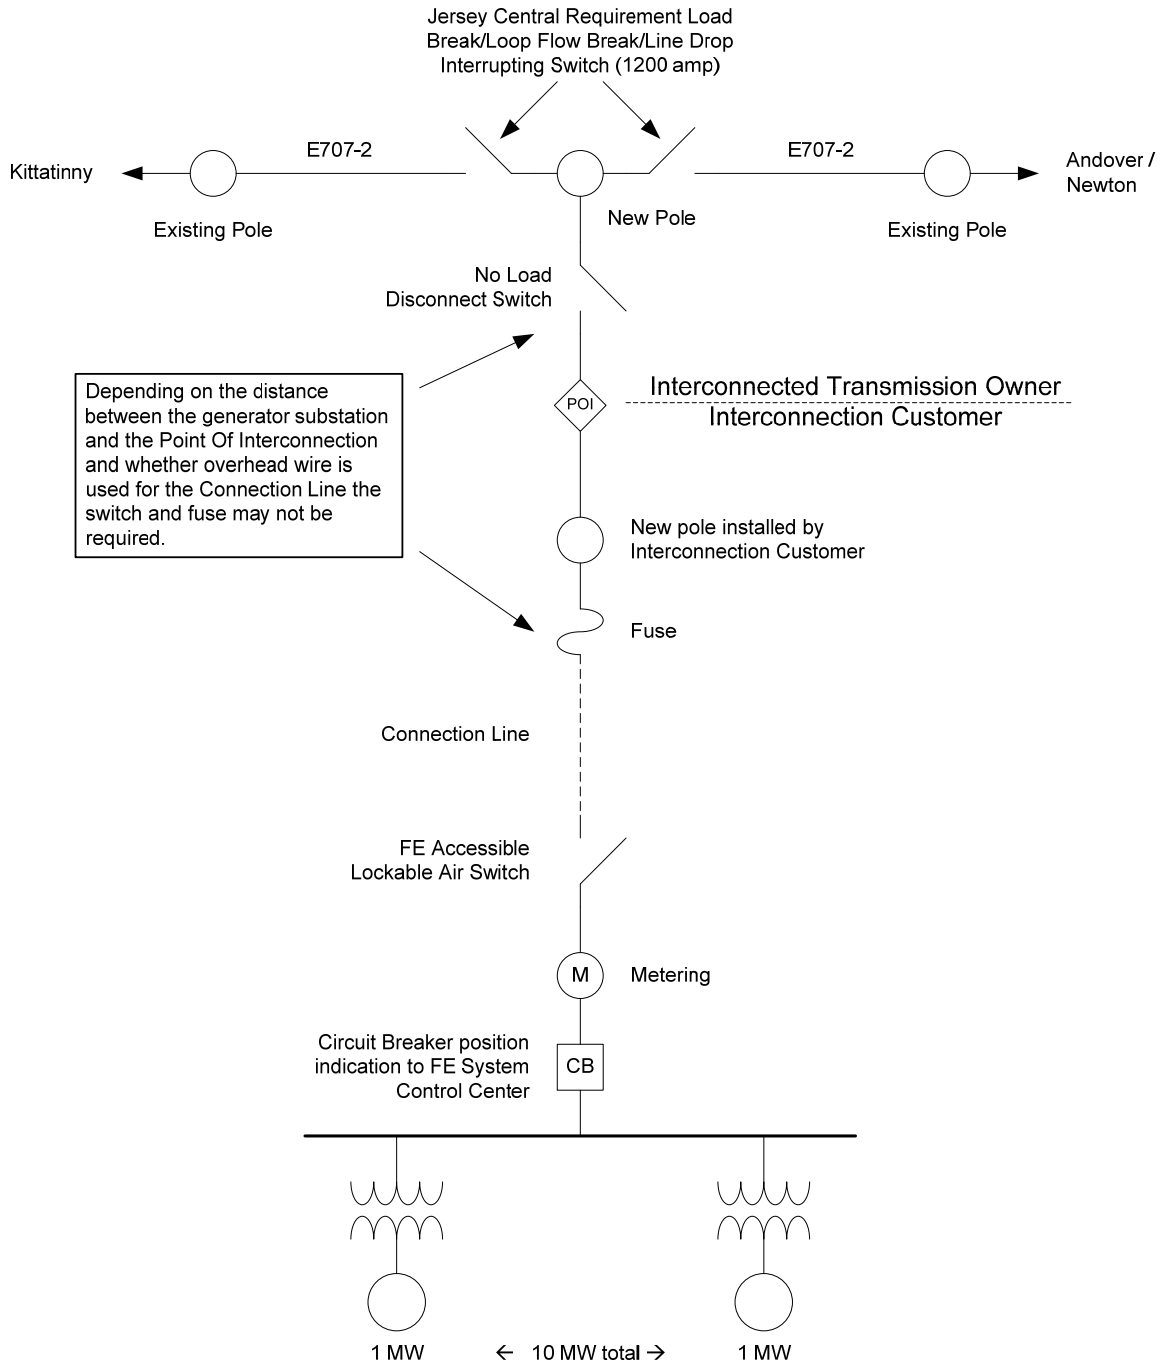 Jersey Central Requirement Load
Break/Loop Flow Break/Line Drop
Interrupting Switch (1200 amp)
E707-2
E707-2
Kittatinny
Andover /
Newton
Existing Pole
New Pole
Existing Pole
No Load
Disconnect Switch
Depending on the distance
between the generator substation
and the Point Of Interconnection
and whether overhead wire is
used for the Connection Line the
switch and fuse may not be
required.
POI
Interconnected Transmission Owner
Interconnection Customer
New pole installed by
Interconnection Customer
Fuse
Connection Line
FE Accessible
Lockable Air Switch
M
Metering
Circuit Breaker position
indication to FE System
Control Center
CB
1 MW
← 10 MW total →
1 MW